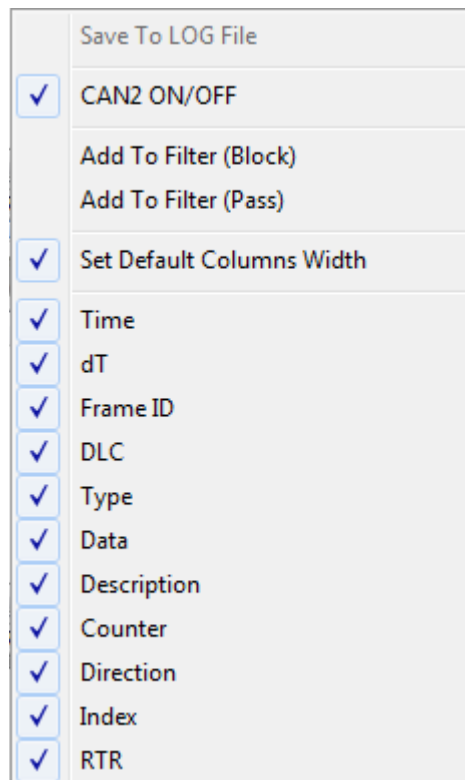 Save To LOG File
CAN2 ON/OFF
Add To Filter (Block)
Add To Filter (Pass)
Set Default Columns Width
Time
dT
Frame ID
DLC
Type
Data
Description
Counter
Direction
Index
RTR